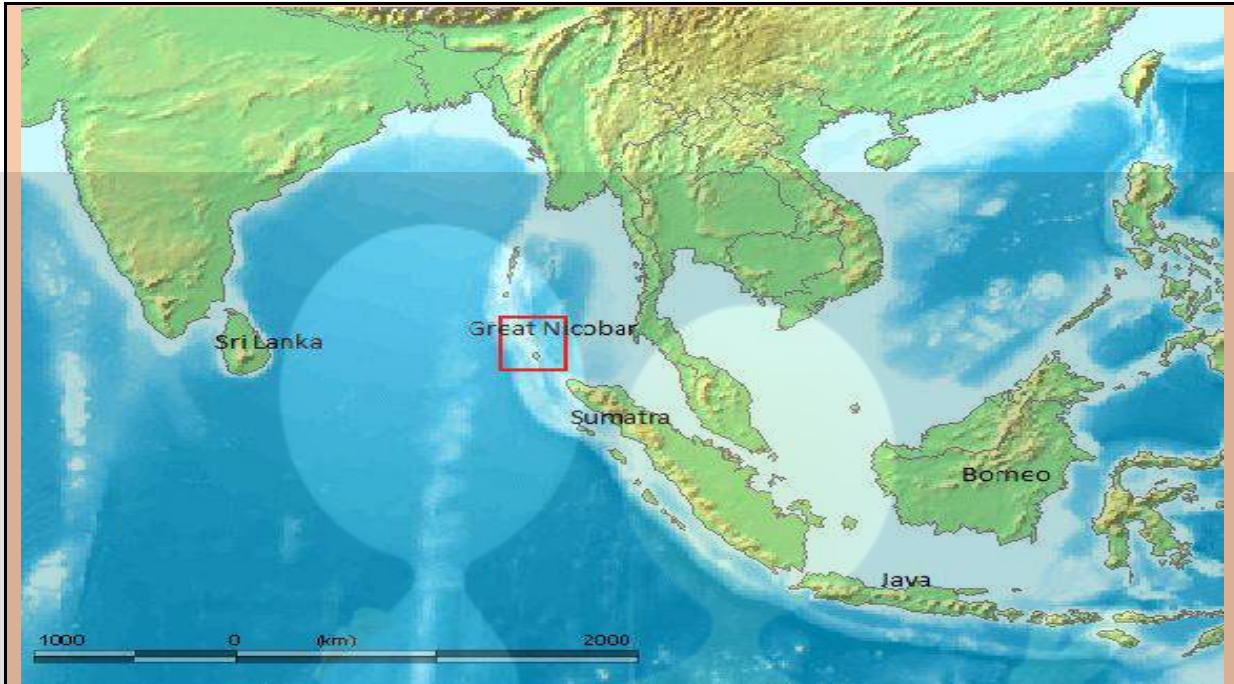 Great Nicobar
Sri Lanka
Sumatra
Borneo
Java
1000 0 (km) 2000